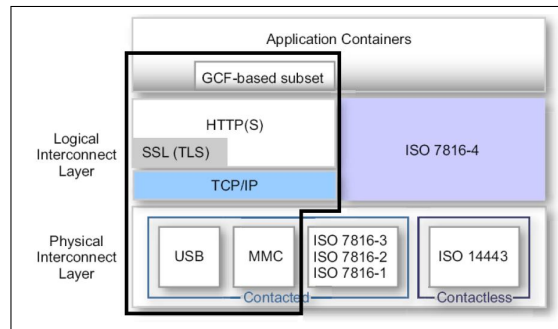 Application Containers
GCF-based subset
Logical
Interconnect
Layer
HTTP(S)
SSL (TLS)
TCP/IP
ISO 7816-4
Physical
Interconnect
Layer
USB
MMC
ISO 7816-3
ISO 7816-2
ISO 7816-1
ISO 14443
Contacted
Contactless